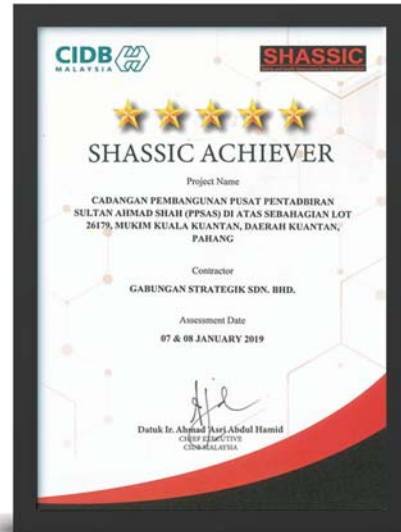 CIDB
MALAYSIA
SHASSIC
SHASSIC ACHIEVER
Project Name
CADANGAN PEMBANGUNAN PUSAT PENTADBIRAN
SULTAN AHMAD SHAH (PPSAS) DI ATAS SEBAHAGIAN LOT
26179, MUKIM KUALA KUANTAN, DAERAH KUANTAN,
PAHANG
Contractor
GABUNGAN STRATEGIK SDN. BHD.
Assessment Date
07 & 08 JANUARY 2019
Datuk Ir. Ahmad 'Asri Abdul Hamid
CHIEF EXECUTIVE
CIDB MALAYSIA